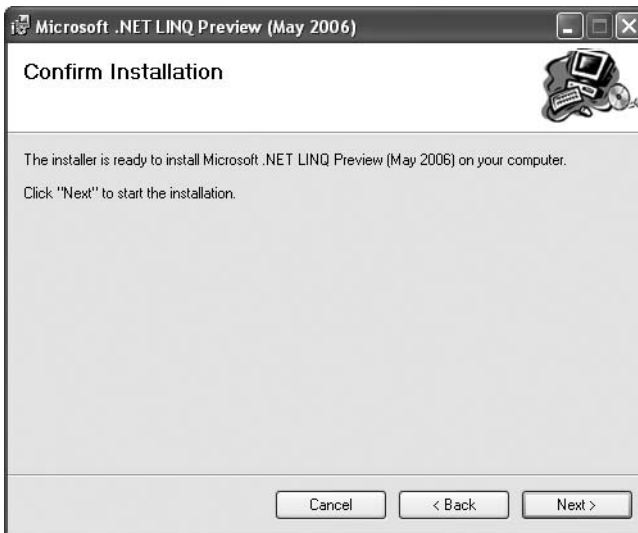 Microsoft .NET LINQ Preview (May 2006)
Confirm Installation
The installer is ready to install Microsoft .NET LINQ Preview (May 2006) on your computer.
Click "Next" to start the installation.
Cancel
< Back
Next >